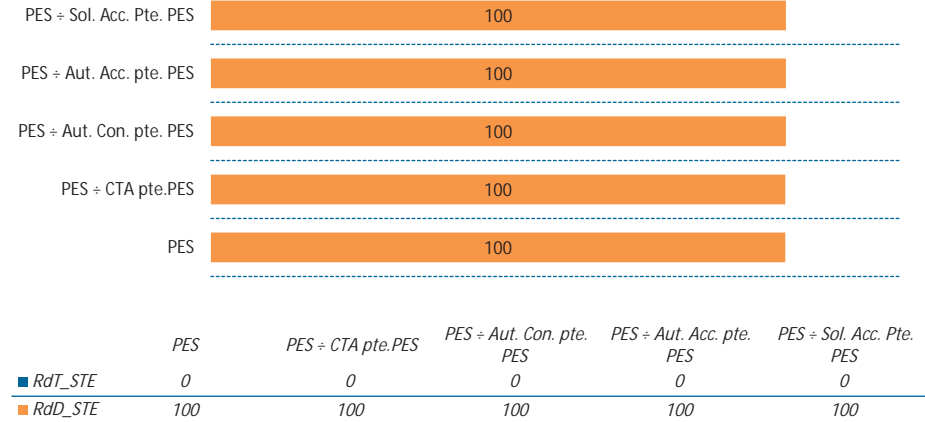 PES ÷ Sol. Acc. Pte. PES 100
PES ÷ Aut. Acc. pte. PES 100
PES ÷ Aut. Con. pte. PES 100
PES ÷ CTA pte.PES 100
PES 100
PES PES ÷ CTA pte.PES PES ÷ Aut. Con. pte. PES PES ÷ Aut. Acc. pte. PES PES ÷ Sol. Acc. Pte. PES
RdT_STE 0 0 0 0 0
RdD_STE 100 100 100 100 100